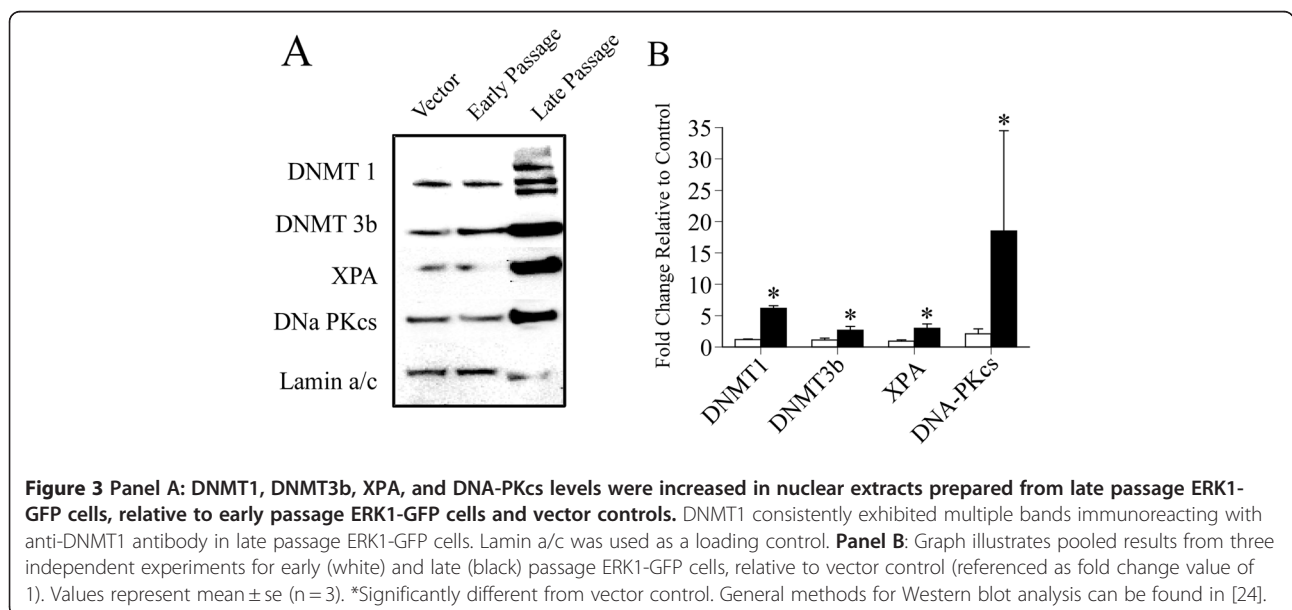 A
Vector
Early Passage
Late Passage
DNMT 1
DNMT 3b
XPA
DNa PKcs
Lamin a/c
B
Fold Change Relative to Control
35
30
25
20
15
10
5
0
*
*
*
*
DNMT1
DNMT3b
XPA
DNA-PKcs
Figure 3 Panel A: DNMT1, DNMT3b, XPA, and DNA-PKcs levels were increased in nuclear extracts prepared from late passage ERK1-
GFP cells, relative to early passage ERK1-GFP cells and vector controls. DNMT1 consistently exhibited multiple bands immunoreacting with
anti-DNMT1 antibody in late passage ERK1-GFP cells. Lamin a/c was used as a loading control. Panel B: Graph illustrates pooled results from three
independent experiments for early (white) and late (black) passage ERK1-GFP cells, relative to vector control (referenced as fold change value of
1). Values represent mean ± se (n = 3). *Significantly different from vector control. General methods for Western blot analysis can be found in [24].